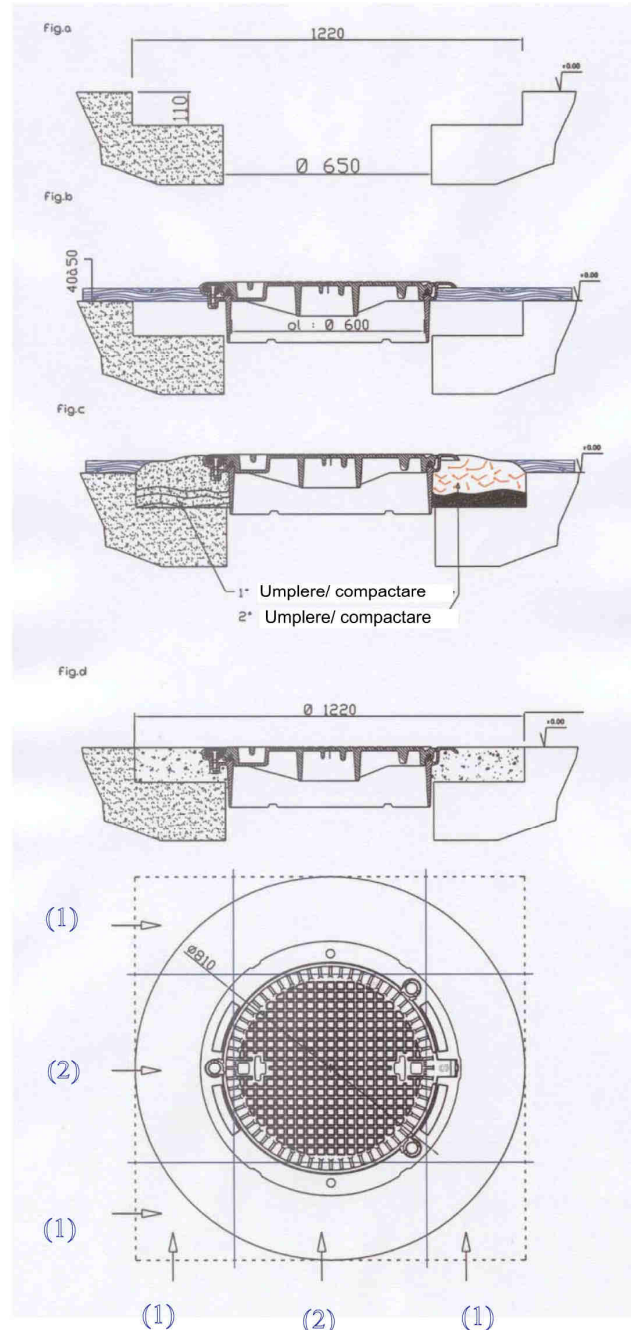 Fig.a
1220
+0.00
110
Ø 650
Fig.b
40à50
+0.00
ol : Ø 600
Fig.c
+0.00
1° Umplere/ compactare
2° Umplere/ compactare
Fig.d
Ø 1220
+0.00
(1)
Ø810
(2)
(1)
(1) (2) (1)